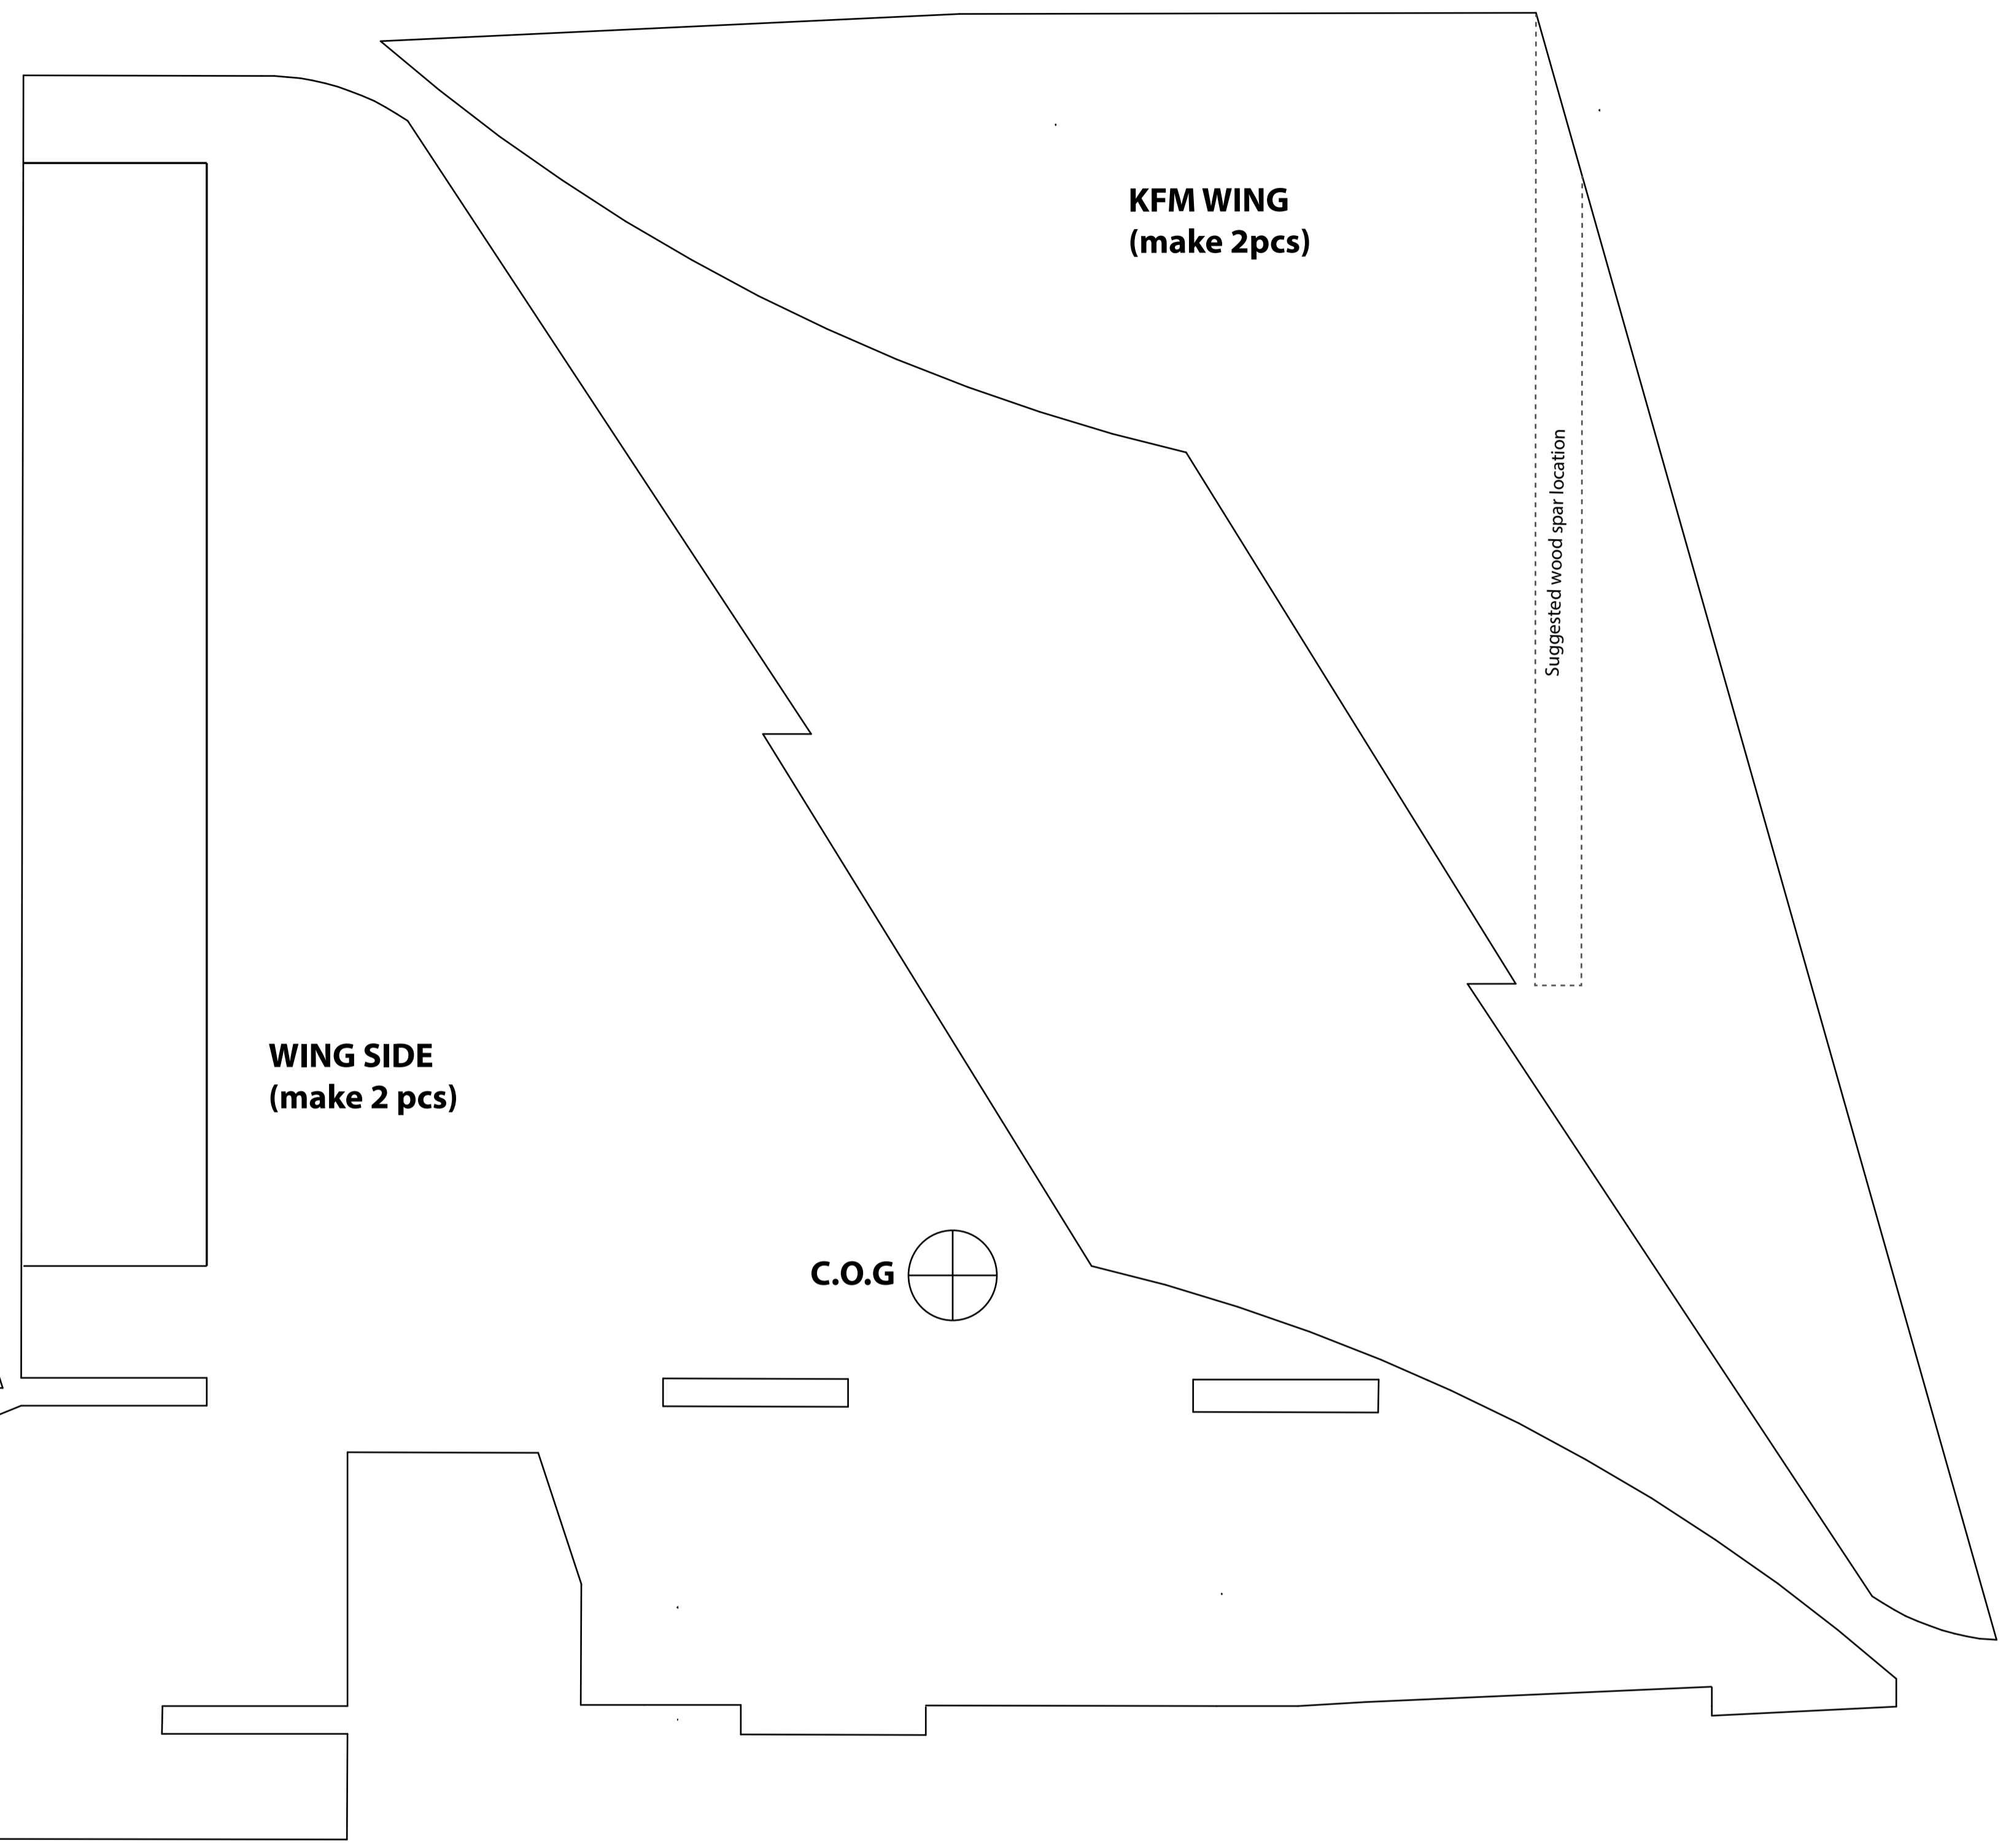 KFM WING
(make 2pcs)
Suggested wood spar location
WING SIDE
(make 2 pcs)
C.O.G